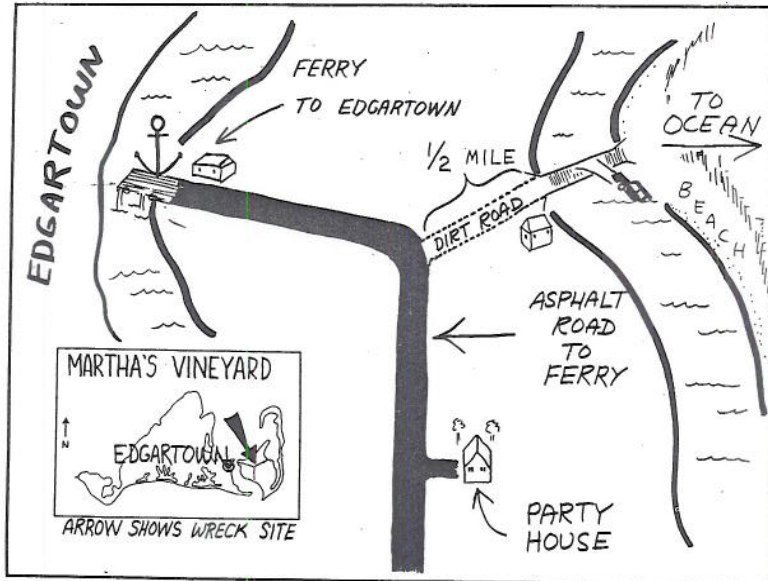 EDGARTOWN
FERRY
TO EDGARTOWN
1/2 MILE
DIRT ROAD
TO
OCEAN
BEACH
ASPHALT
ROAD
TO
FERRY
PARTY
HOUSE
MARTHA'S VINEYARD
N
EDGARTOWN
ARROW SHOWS WRECK SITE